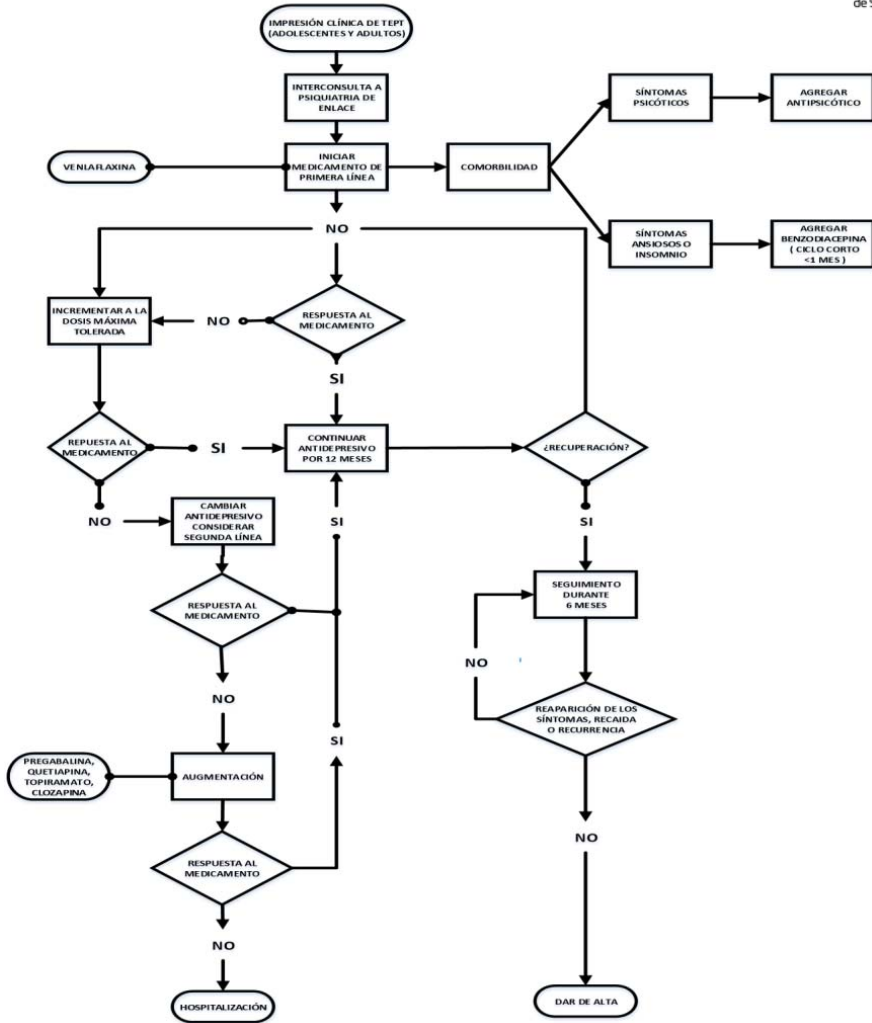 de S
IMPRESIÓN CLÍNICA DE TEPT
(ADOLESCENTES Y ADULTOS)
INTERCONSULTA A
PSIQUIATRIA DE
ENLACE
SÍNTOMAS
PSICÓTICOS
AGREGAR
ANTIPSICÓTICO
VENLAFLAXINA
INICIAR
MEDICAMENTO DE
PRIMERA LÍNEA
COMORBILIDAD
SÍNTOMAS
ANSIOSOS O
INSOMNIO
AGREGAR
BENZODIACEPINA
( CICLO CORTO
<1 MES )
NO
INCREMENTAR A LA
DOSIS MÁXIMA
TOLERADA
NO
RESPUESTA AL
MEDICAMENTO
SI
REPUESTA AL
MEDICAMENTO
SI
CONTINUAR
ANTIDEPRESIVO
POR 12 MESES
¿RECUPERACIÓN?
NO
CAMBIAR
ANTIDEPRESIVO
CONSIDERAR
SEGUNDA LÍNEA
SI
SI
RESPUESTA AL
MEDICAMENTO
SEGUIMIENTO
DURANTE
6 MESES
NO
NO
REAPARICIÓN DE LOS
SÍNTOMAS, RECAIDA
O RECURRENCIA
SI
PREGABALINA,
QUETIAPINA,
TOPIRAMATO,
CLOZAPINA
AUGMENTACIÓN
RESPUESTA AL
MEDICAMENTO
NO
NO
HOSPITALIZACIÓN
DAR DE ALTA